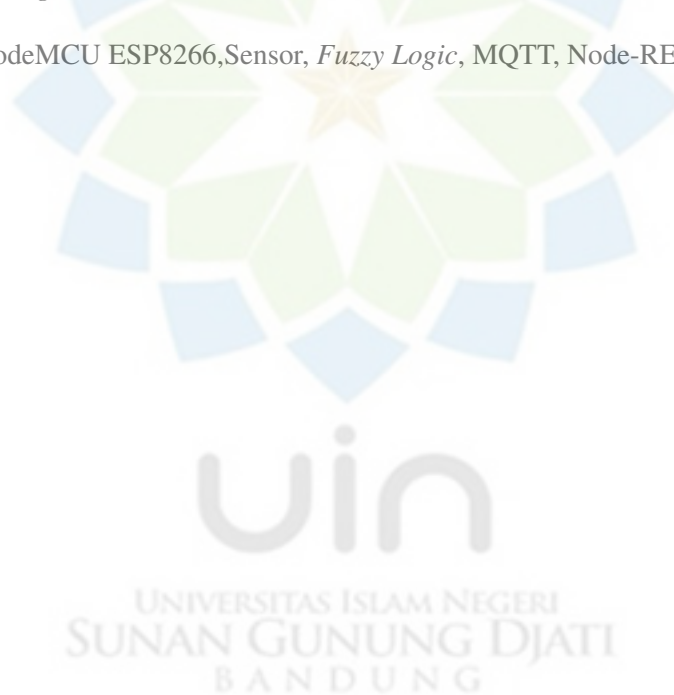 odeMCU ESP8266,Sensor, Fuzzy Logic, MQTT, Node-RE
uin
UNIVERSITAS ISLAM NEGERI
SUNAN GUNUNG DJATI
BANDUNG